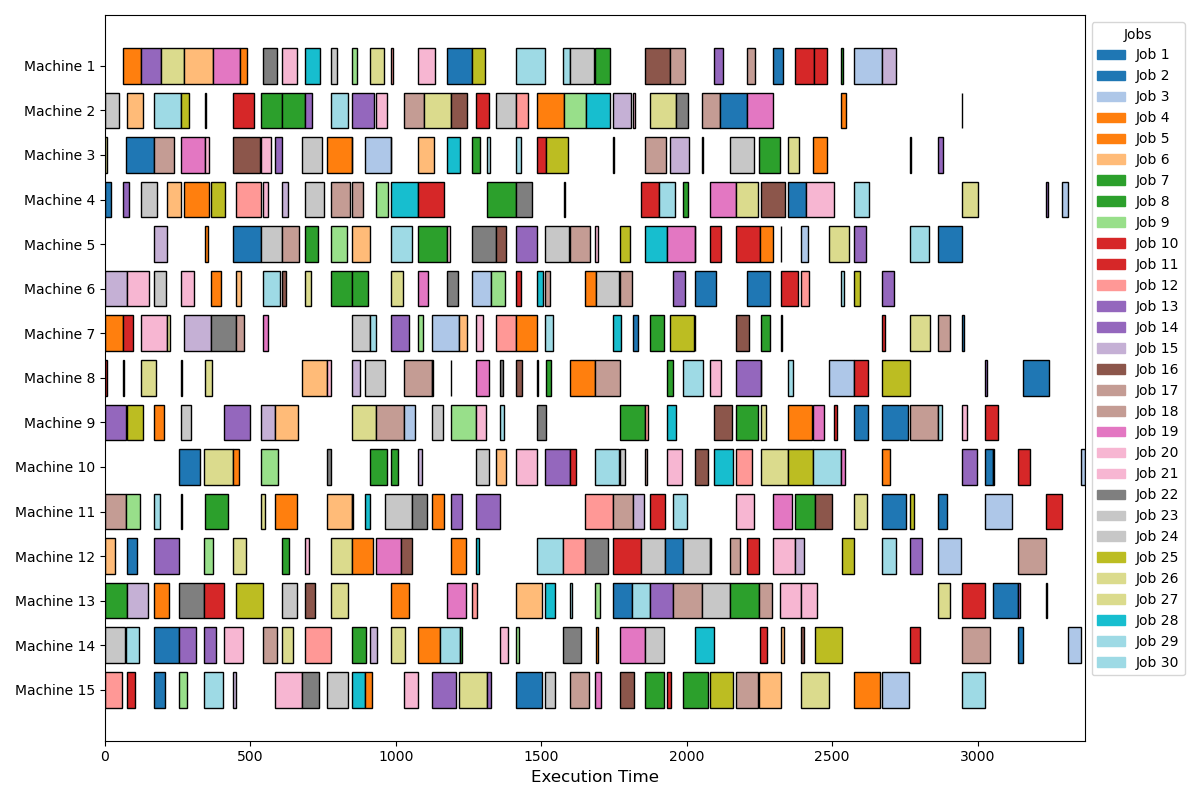 Machine 1
Machine 2
Machine 3
Machine 4
Machine 5
Machine 6
Machine 7
Machine 8
Machine 9
Machine 10
Machine 11
Machine 12
Machine 13
Machine 14
Machine 15
0 500 1000 1500 2000 2500 3000
Execution Time
Jobs
Job 1
Job 2
Job 3
Job 4
Job 5
Job 6
Job 7
Job 8
Job 9
Job 10
Job 11
Job 12
Job 13
Job 14
Job 15
Job 16
Job 17
Job 18
Job 19
Job 20
Job 21
Job 22
Job 23
Job 24
Job 25
Job 26
Job 27
Job 28
Job 29
Job 30